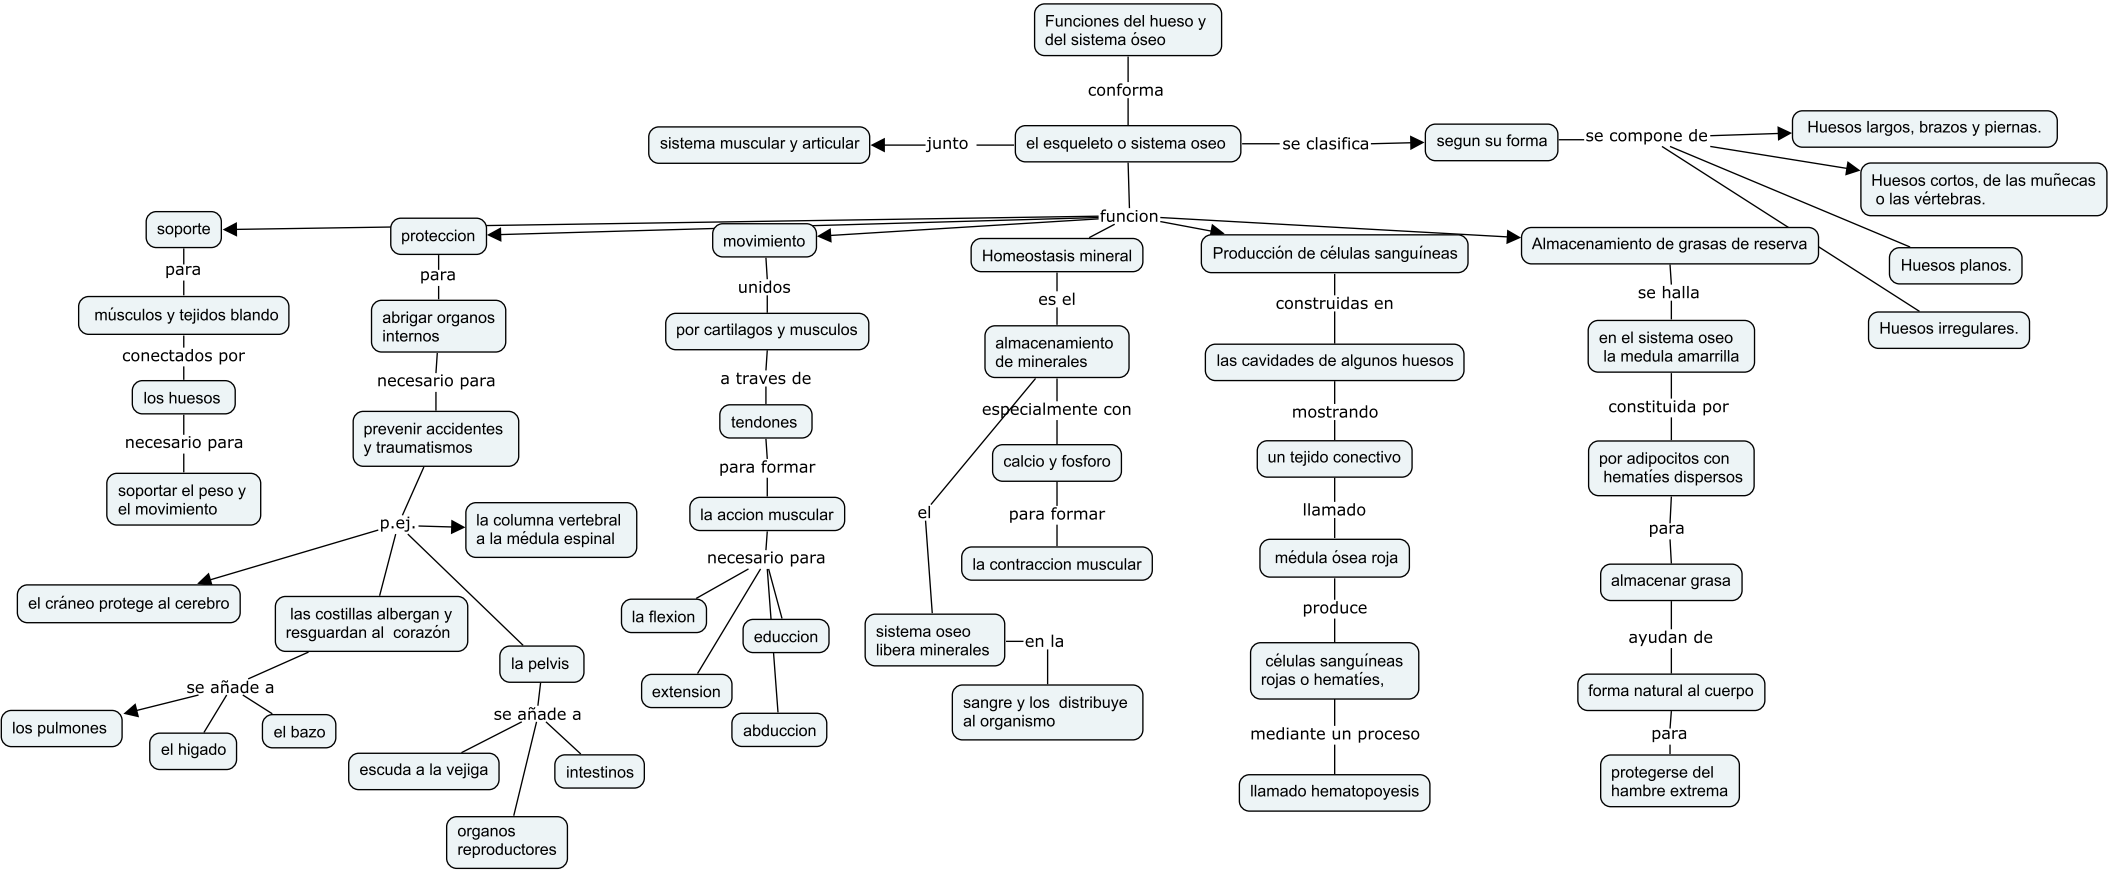 Funciones del hueso y
del sistema óseo
conforma
sistema muscular y articular
junto
el esqueleto o sistema oseo
se clasifica
segun su forma
se compone de
Huesos largos, brazos y piernas.
Huesos cortos, de las muñecas
o las vértebras.
Huesos planos.
Huesos irregulares.
funcion
soporte
para
músculos y tejidos blando
conectados por
los huesos
necesario para
soportar el peso y
el movimiento
proteccion
para
abrigar organos
internos
necesario para
prevenir accidentes
y traumatismos
p.ej.
la columna vertebral
a la médula espinal
el cráneo protege al cerebro
las costillas albergan y
resguardan al corazón
se añade a
los pulmones
el higado
el bazo
la pelvis
se añade a
escuda a la vejiga
intestinos
organos
reproductores
movimiento
unidos
por cartilagos y musculos
a traves de
tendones
para formar
la accion muscular
necesario para
la flexion
educcion
extension
abduccion
Homeostasis mineral
es el
almacenamiento
de minerales
especialmente con
calcio y fosforo
para formar
la contraccion muscular
el
sistema oseo
libera minerales
en la
sangre y los distribuye
al organismo
Producción de células sanguíneas
construidas en
las cavidades de algunos huesos
mostrando
un tejido conectivo
llamado
médula ósea roja
produce
células sanguíneas
rojas o hematíes,
mediante un proceso
llamado hematopoyesis
Almacenamiento de grasas de reserva
se halla
en el sistema oseo
la medula amarrilla
constituida por
por adipocitos con
hematíes dispersos
para
almacenar grasa
ayudan de
forma natural al cuerpo
para
protegerse del
hambre extrema